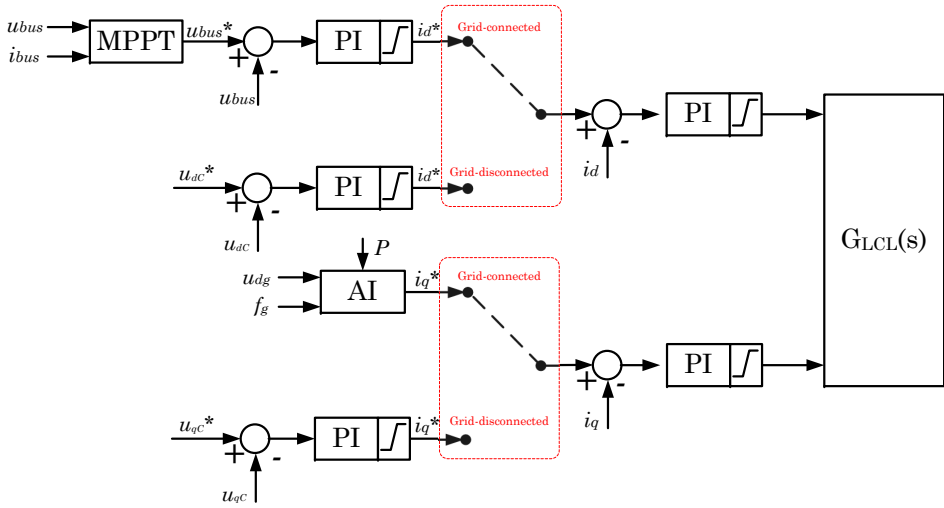 ubus
ibus
MPPT
ubus*
+
-
ubus
PI
id*
Grid-connected
+
-
id
PI
udC*
+
-
udC
PI
id*
Grid-disconnected
GLCL(s)
P
udg
fg
AI
iq*
Grid-connected
+
-
iq
PI
uqC*
+
-
uqC
PI
iq*
Grid-disconnected